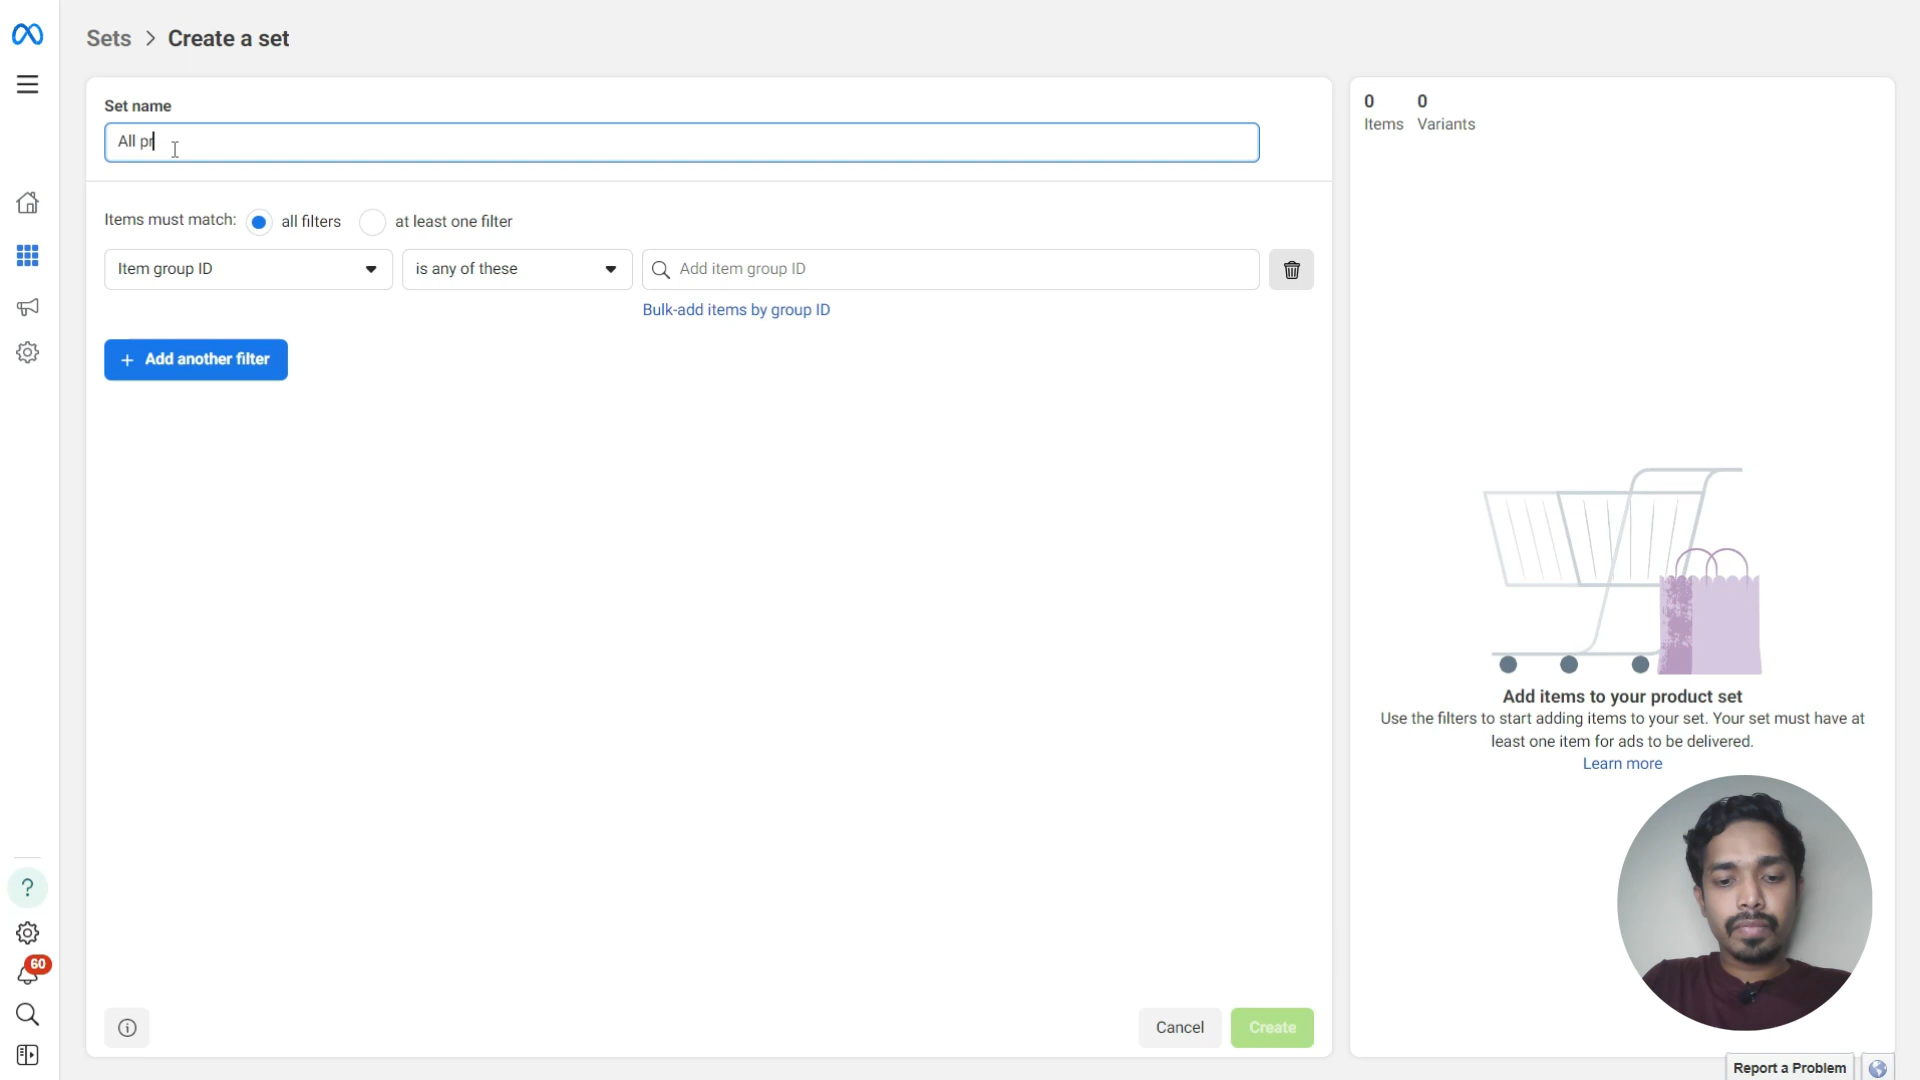 Sets > Create a set
Set name
All pr
Items must match: all filters at least one filter
Item group ID is any of these Add item group ID
Bulk-add items by group ID
+ Add another filter
Cancel Create
0 0
Items Variants
Add items to your product set
Use the filters to start adding items to your set. Your set must have at
least one item for ads to be delivered.
Learn more
?
60
Report a Problem